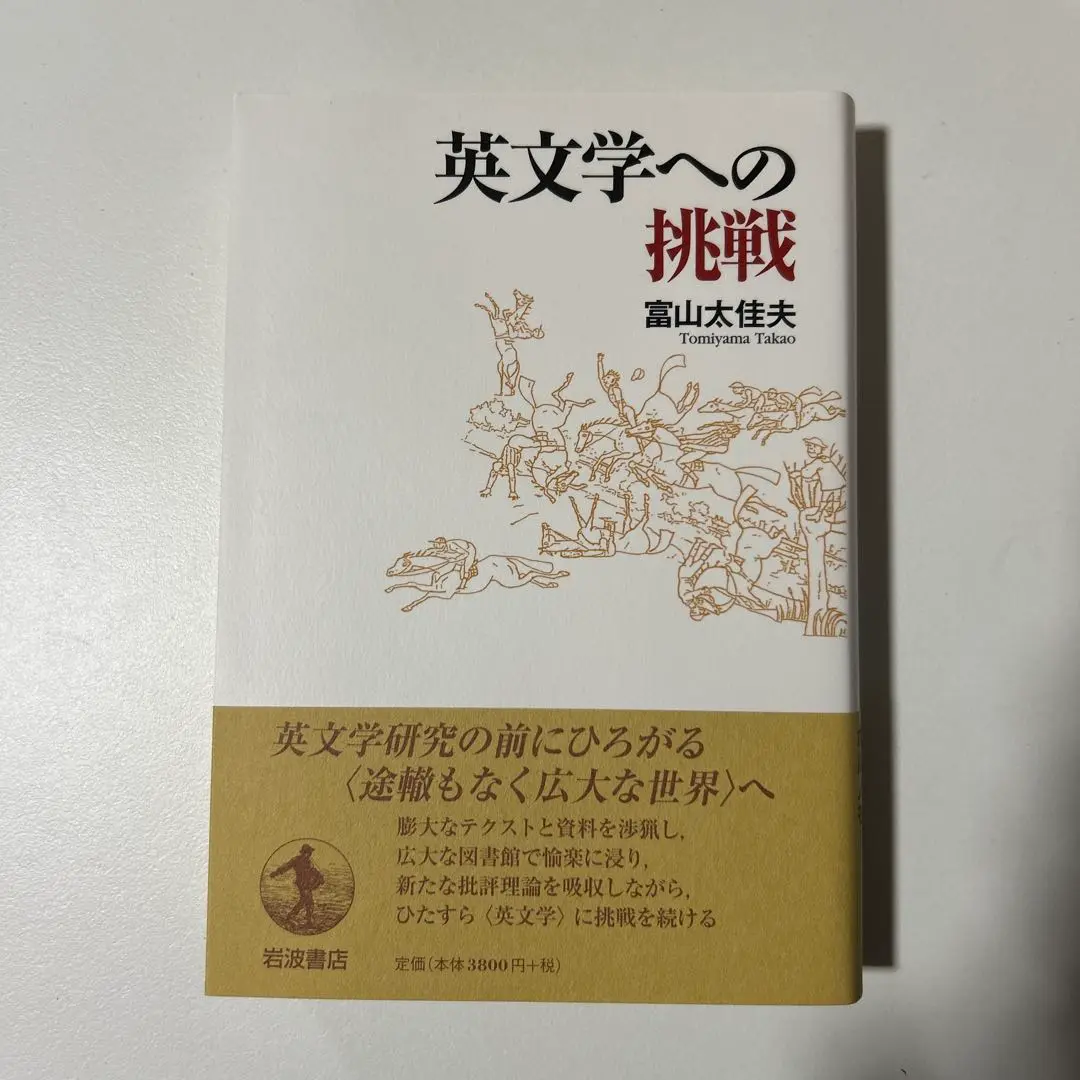 英文学への
挑戦
富山太佳夫
Tomiyama Takao
英文学研究の前にひろがる
〈途轍もなく広大な世界〉へ
膨大なテクストと資料を渉猟し,
広大な図書館で愉楽に浸り,
新たな批評理論を吸収しながら,
ひたすら〈英文学〉に挑戦を続ける
岩波書店
定価(本体3800円+税)